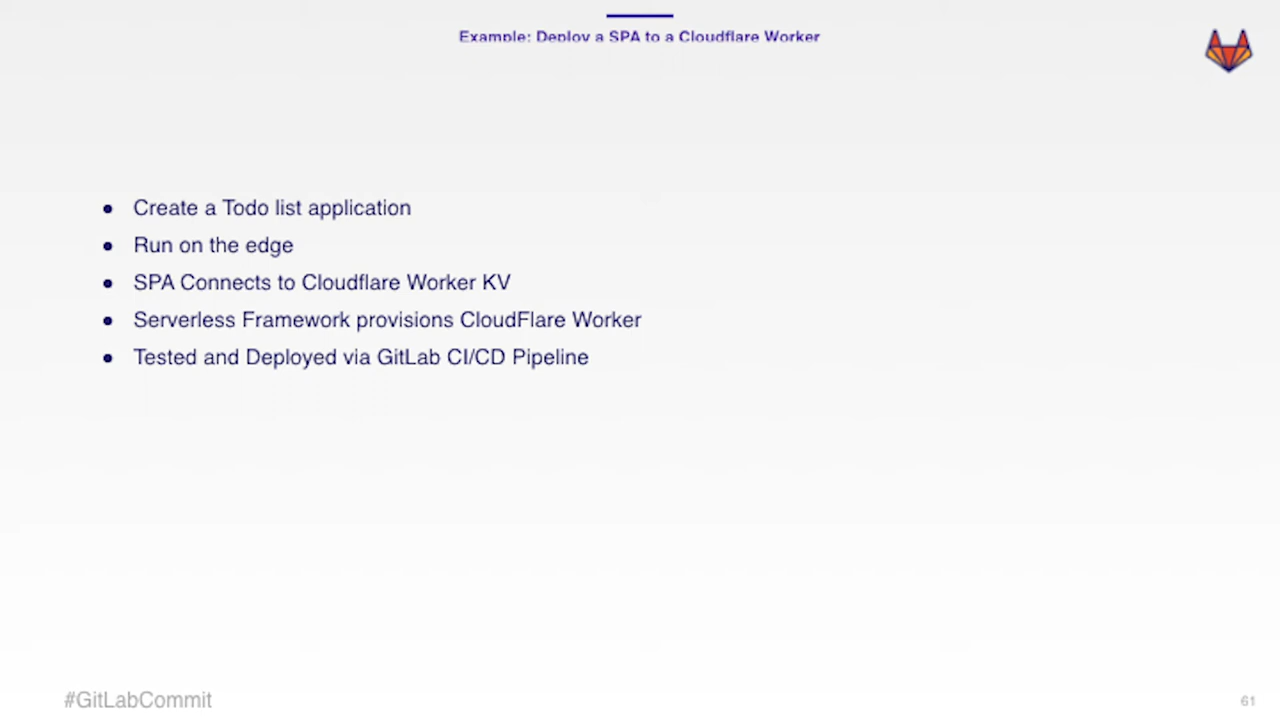 Example: Deploy a SPA to a Cloudflare Worker
● Create a Todo list application
● Run on the edge
● SPA Connects to Cloudflare Worker KV
● Serverless Framework provisions CloudFlare Worker
● Tested and Deployed via GitLab CI/CD Pipeline
#GitLabCommit
61